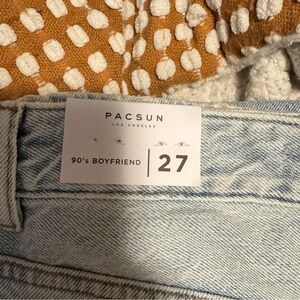 PACSUN
LOS ANGELES
90's BOYFRIEND
27